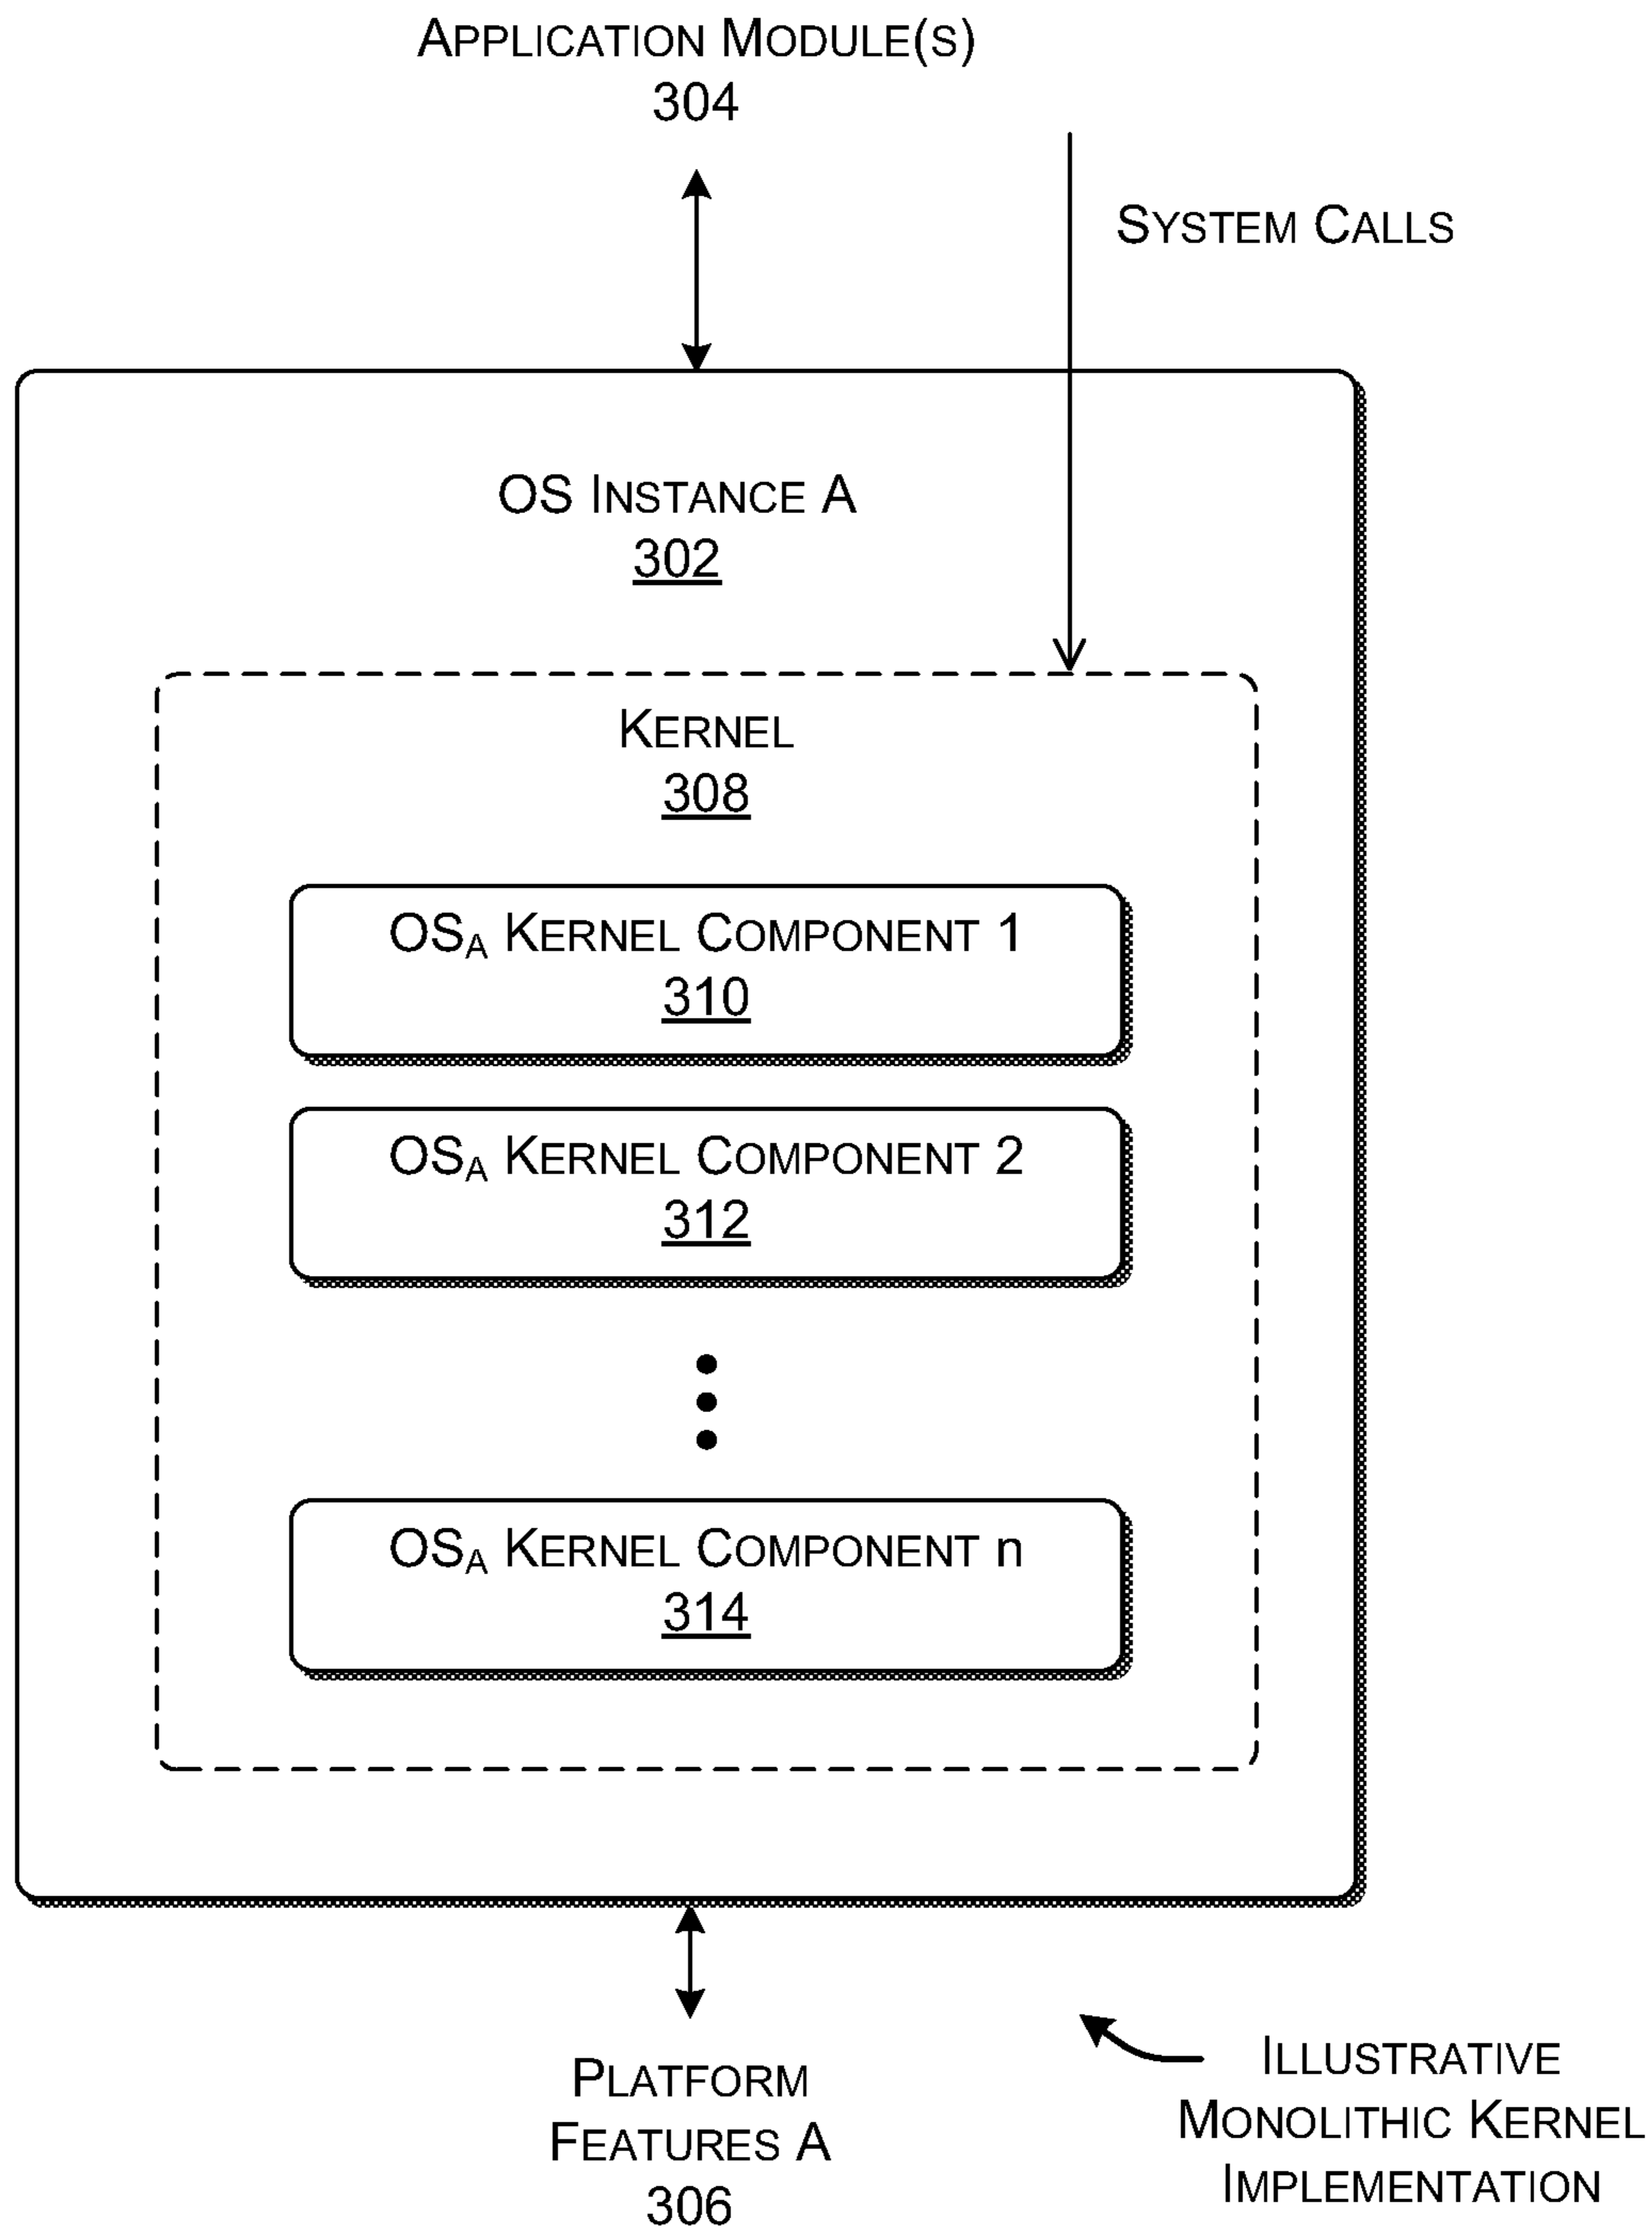 APPLICATION MODULE(S)
304
SYSTEM CALLS
OS INSTANCE A
302
KERNEL
308
OSA KERNEL COMPONENT 1
310
OSA KERNEL COMPONENT 2
312
OSA KERNEL COMPONENT n
314
PLATFORM
FEATURES A
306
ILLUSTRATIVE
MONOLITHIC KERNEL
IMPLEMENTATION